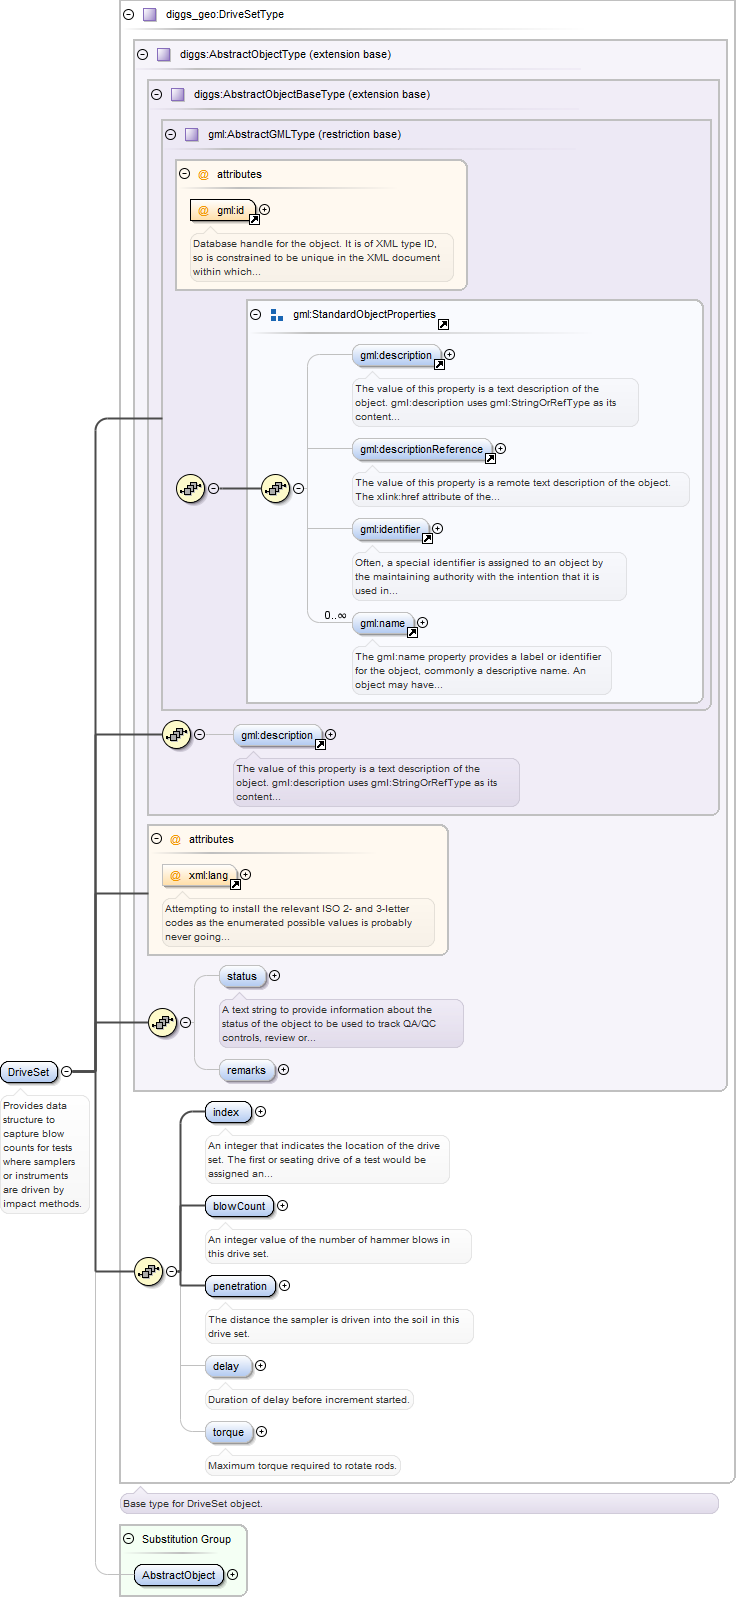 diggs_geo:DriveSetType
diggs:AbstractObjectType (extension base)
diggs:AbstractObjectBaseType (extension base)
gml:AbstractGMLType (restriction base)
@ attributes
@ gml:id
Database handle for the object. It is of XML type ID,
so is constrained to be unique in the XML document
within which...
gml:StandardObjectProperties
gml:description
The value of this property is a text description of the
object. gml:description uses gml:StringOrRefType as its
content...
gml:descriptionReference
The value of this property is a remote text description of the object.
The xlink:href attribute of the...
gml:identifier
Often, a special identifier is assigned to an object by
the maintaining authority with the intention that it is
used in...
0..∞
gml:name
The gml:name property provides a label or identifier
for the object, commonly a descriptive name. An
object may have...
gml:description
The value of this property is a text description of the
object. gml:description uses gml:StringOrRefType as its
content...
@ attributes
@ xml:lang
Attempting to install the relevant ISO 2- and 3-letter
codes as the enumerated possible values is probably
never going...
status
A text string to provide information about the
status of the object to be used to track QA/QC
controls, review or...
remarks
DriveSet
Provides data
structure to
capture blow
counts for tests
where samplers
or instruments
are driven by
impact methods.
index
An integer that indicates the location of the drive
set. The first or seating drive of a test would be
assigned an...
blowCount
An integer value of the number of hammer blows in
this drive set.
penetration
The distance the sampler is driven into the soil in this
drive set.
delay
Duration of delay before increment started.
torque
Maximum torque required to rotate rods.
Base type for DriveSet object.
Substitution Group
AbstractObject